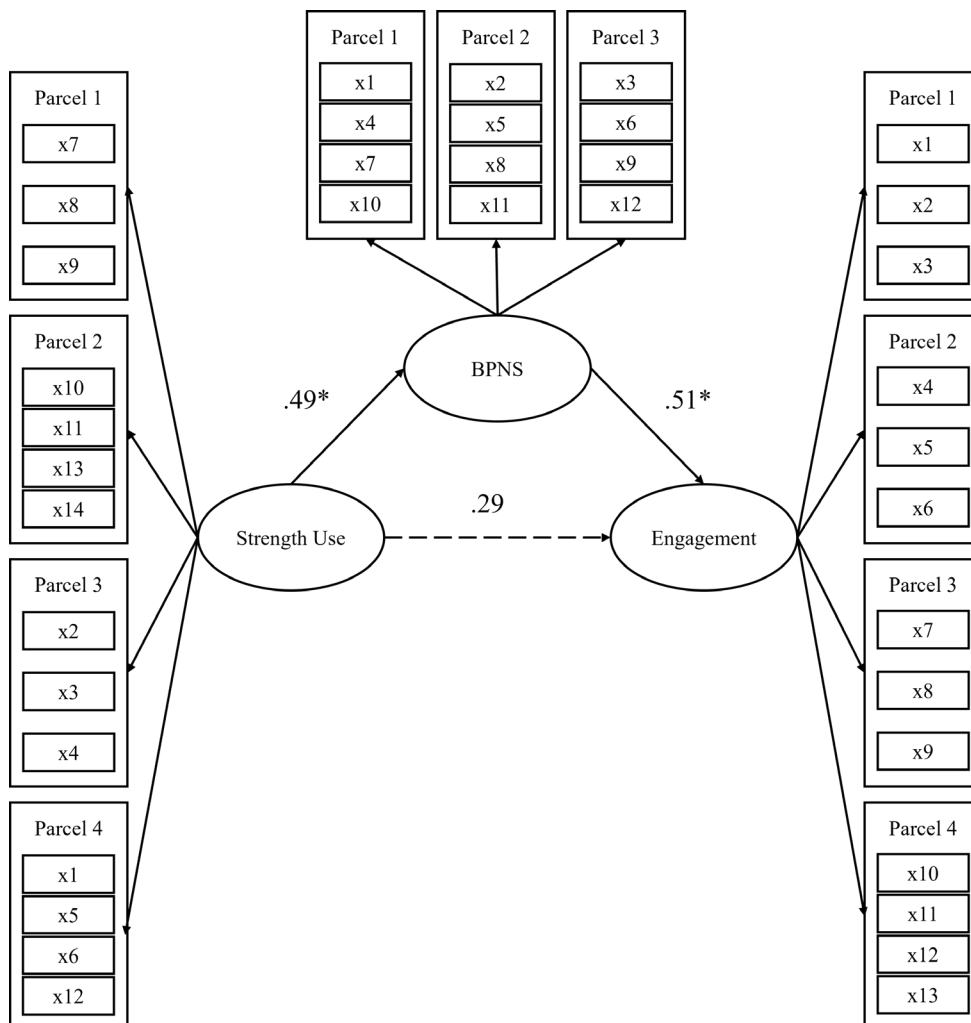 Parcel 1
x1
x4
x7
x10
Parcel 2
x2
x5
x8
x11
Parcel 3
x3
x6
x9
x12
Parcel 1
x7
x8
x9
Parcel 2
x10
x11
x13
x14
Parcel 3
x2
x3
x4
Parcel 4
x1
x5
x6
x12
BPNS
.49*
.51*
Strength Use
.29
Engagement
Parcel 1
x1
x2
x3
Parcel 2
x4
x5
x6
Parcel 3
x7
x8
x9
Parcel 4
x10
x11
x12
x13